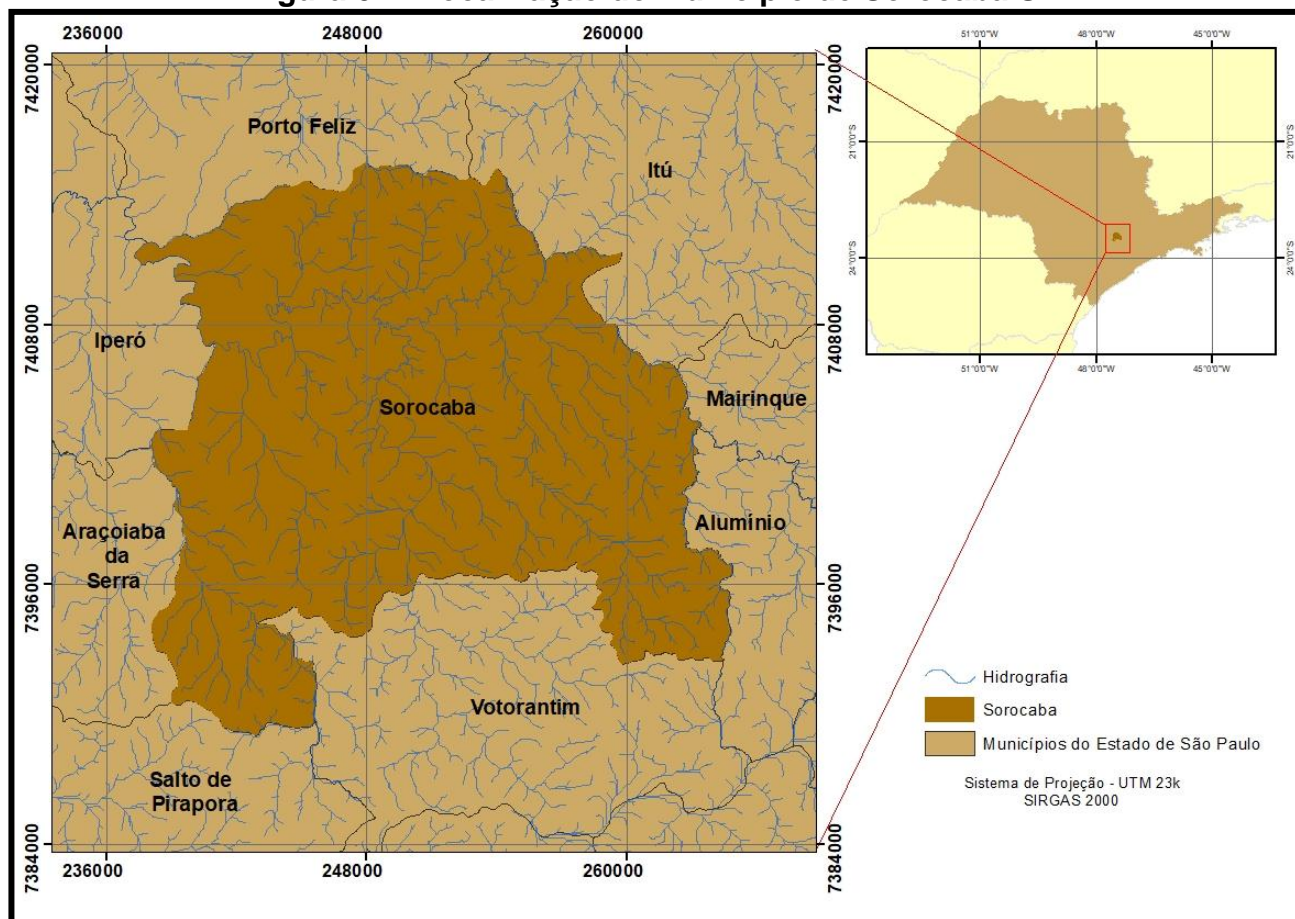 236000 248000 260000
7420000 7420000
7408000 7408000
7396000 7396000
7384000 7384000
236000 248000 260000
Porto Feliz
Itú
Iperó
Sorocaba
Mairinque
Araçoiaba
da
Serra
Alumínio
Votorantim
Salto de
Pirapora
51°0'0"W 48°0'0"W 45°0'0"W
21°0'0"S 21°0'0"S
24°0'0"S 24°0'0"S
51°0'0"W 48°0'0"W 45°0'0"W
Hidrografia
Sorocaba
Municípios do Estado de São Paulo
Sistema de Projeção - UTM 23k
SIRGAS 2000